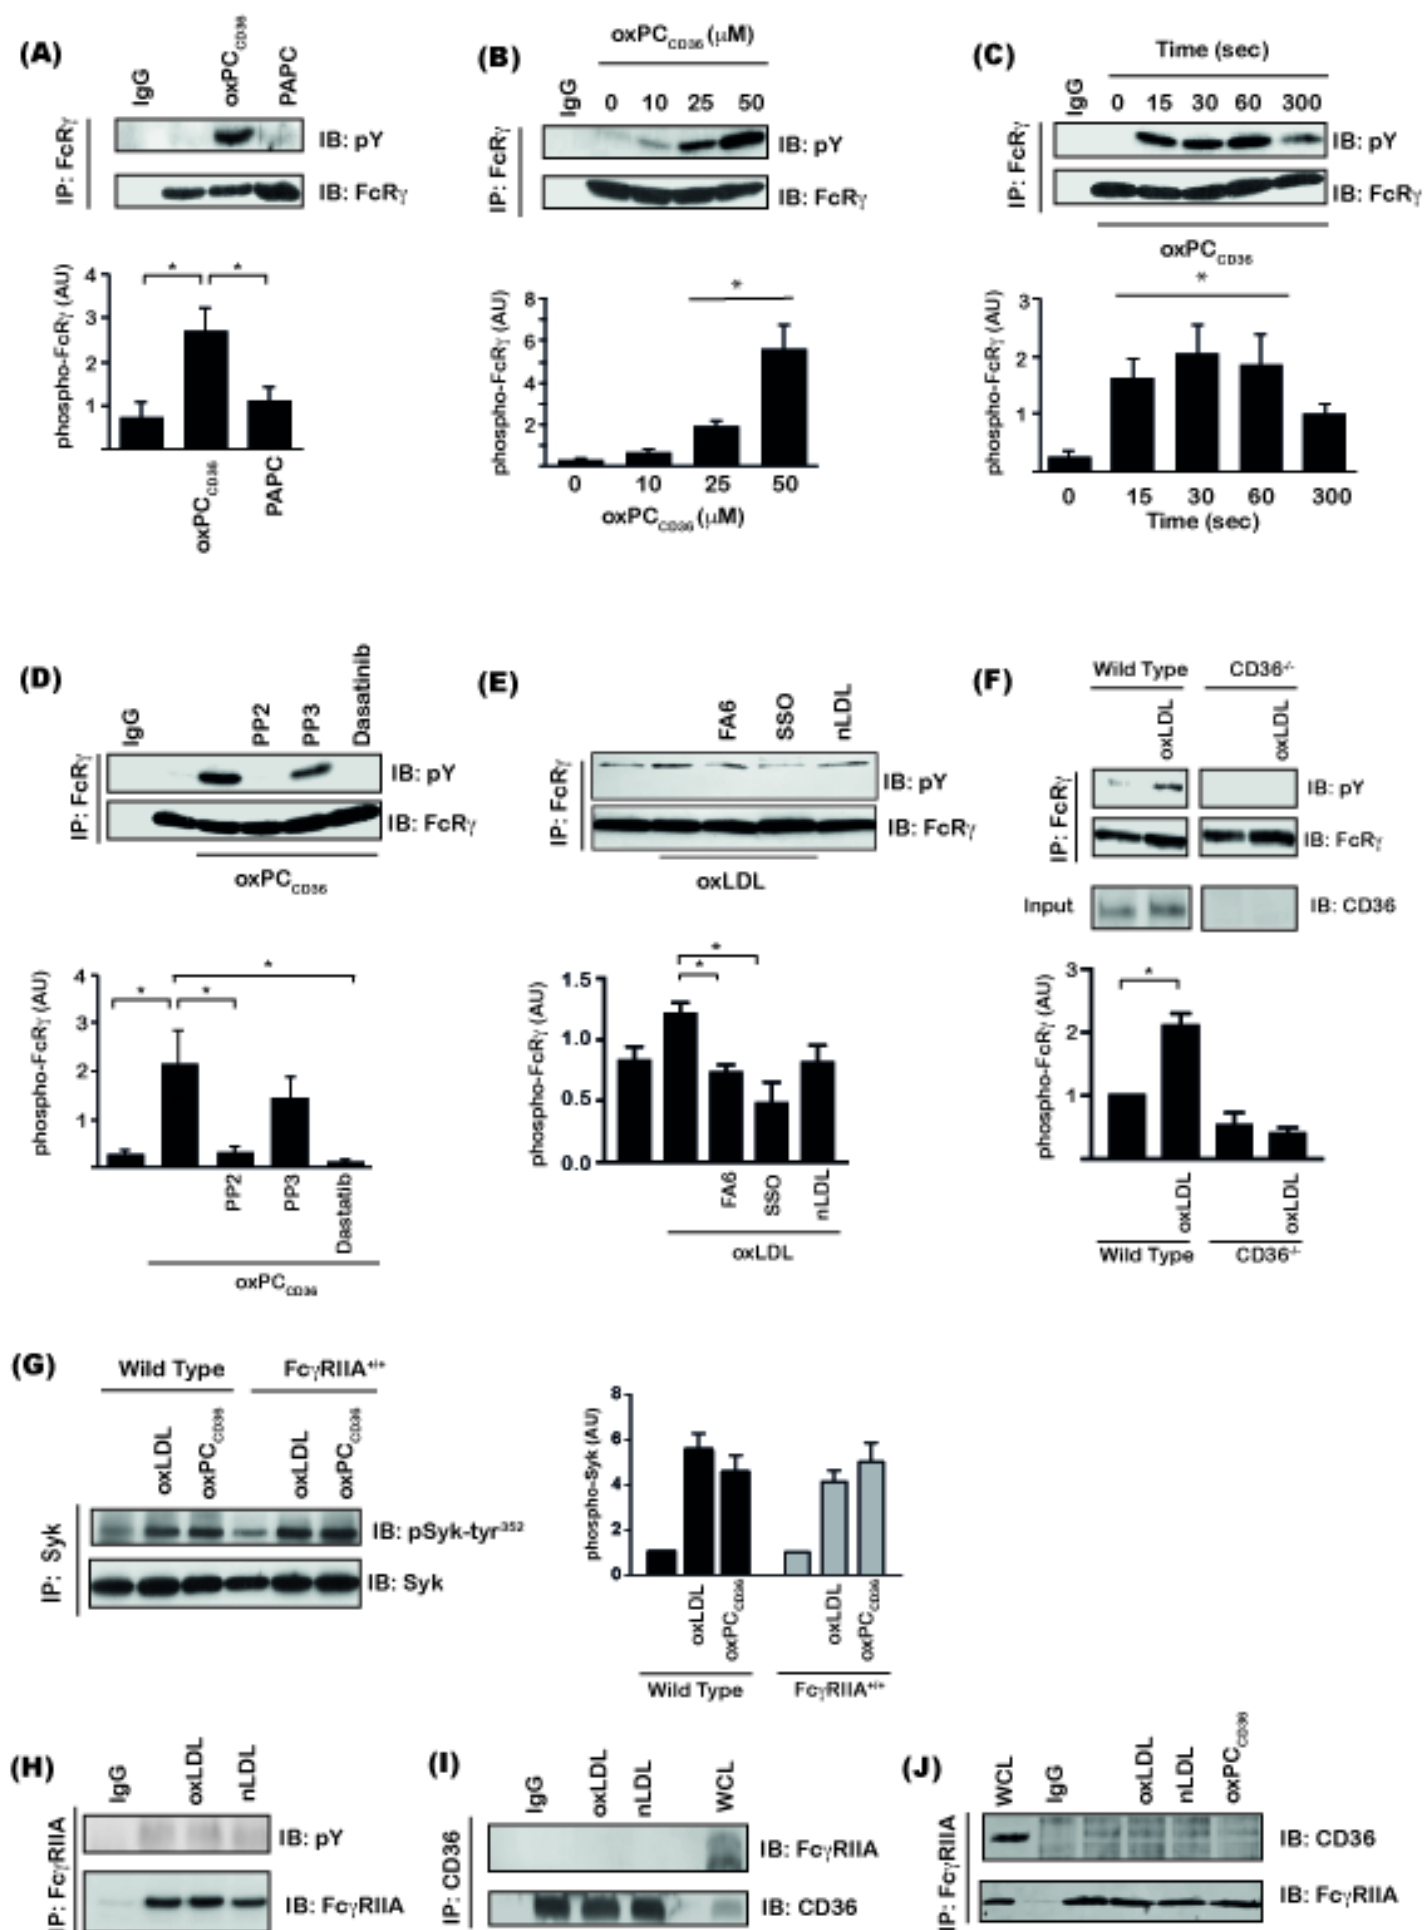 (A)
IgG
oxPCCD36
PAPC
IP: FcRγ
IB: pY
IB: FcRγ
phospho-FcRγ (AU)
4
3
2
1
*
*
oxPCCD36
PAPC
(B)
oxPCCD36 (μM)
IgG
0 10 25 50
IP: FcRγ
IB: pY
IB: FcRγ
phospho-FcRγ (AU)
8
6
4
2
*
0 10 25 50
oxPCCD36 (μM)
(C)
Time (sec)
IgG
0 15 30 60 300
IP: FcRγ
IB: pY
IB: FcRγ
oxPCCD36
*
phospho-FcRγ (AU)
3
2
1
0 15 30 60 300
Time (sec)
(D)
IgG
PP2
PP3
Dasatinib
IP: FcRγ
IB: pY
IB: FcRγ
oxPCCD36
phospho-FcRγ (AU)
4
3
2
1
*
*
*
PP2
PP3
Dastatib
oxPCCD36
(E)
FA6
SSO
nLDL
IP: FcRγ
IB: pY
IB: FcRγ
oxLDL
phospho-FcRγ (AU)
1.5
1.0
0.5
0.0
*
*
FA6
SSO
nLDL
oxLDL
(F)
Wild Type CD36-/-
oxLDL
oxLDL
IP: FcRγ
IB: pY
IB: FcRγ
Input
IB: CD36
phospho-FcRγ (AU)
3
2
1
*
oxLDL
oxLDL
Wild Type CD36-/-
(G)
Wild Type FcγRIIA+/+
oxLDL
oxPCCD36
oxLDL
oxPCCD36
IP: Syk
IB: pSyk-tyr352
IB: Syk
phospho-Syk (AU)
8
6
4
2
0
oxLDL
oxPCCD36
oxLDL
oxPCCD36
Wild Type FcγRIIA+/+
(H)
IgG
oxLDL
nLDL
IP: FcγRIIA
IB: pY
IB: FcγRIIA
(I)
IgG
oxLDL
nLDL
WCL
IP: CD36
IB: FcγRIIA
IB: CD36
(J)
WCL
IgG
oxLDL
nLDL
oxPCCD36
IP: FcγRIIA
IB: CD36
IB: FcγRIIA